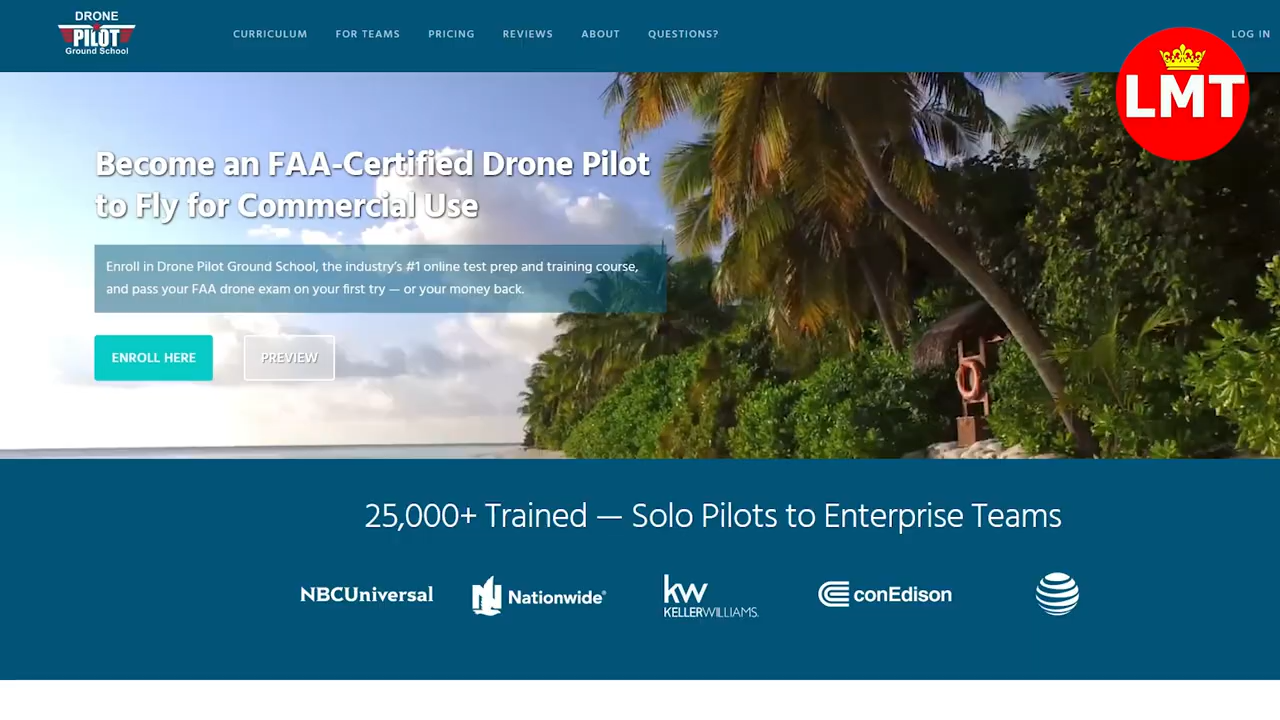 DRONE
PILOT
Ground School
CURRICULUM
FOR TEAMS
PRICING
REVIEWS
ABOUT
QUESTIONS?
LOG IN
LMT
Become an FAA-Certified Drone Pilot
to Fly for Commercial Use
Enroll in Drone Pilot Ground School, the industry's #1 online test prep and training course,
and pass your FAA drone exam on your first try — or your money back.
ENROLL HERE
PREVIEW
25,000+ Trained — Solo Pilots to Enterprise Teams
NBCUniversal
Nationwide®
kw
KELLERWILLIAMS.
conEdison